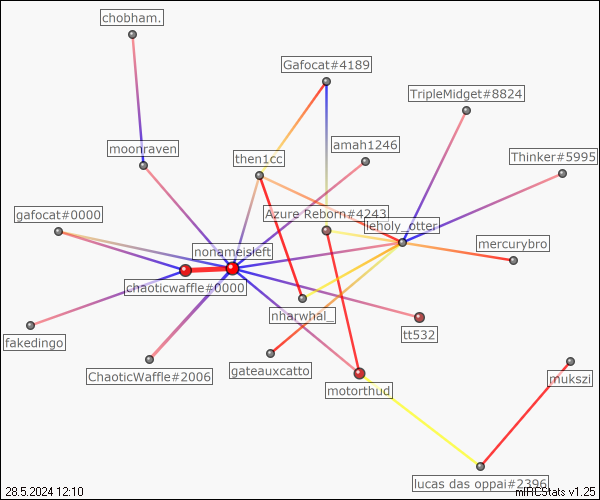 chobham.
Gafocat#4189
TripleMidget#8824
moonraven
amah1246
then1cc
Thinker#5995
gafocat#0000
Azure Reborn#4243
leholy_otter
nonameisleft
mercurybro
chaoticwaffle#0000
nharwhal_
fakedingo
tt532
ChaoticWaffle#2006
gateauxcatto
motorthud
mukszi
lucas das oppai#2396
28.5.2024 12:10
mIRCStats v1.25